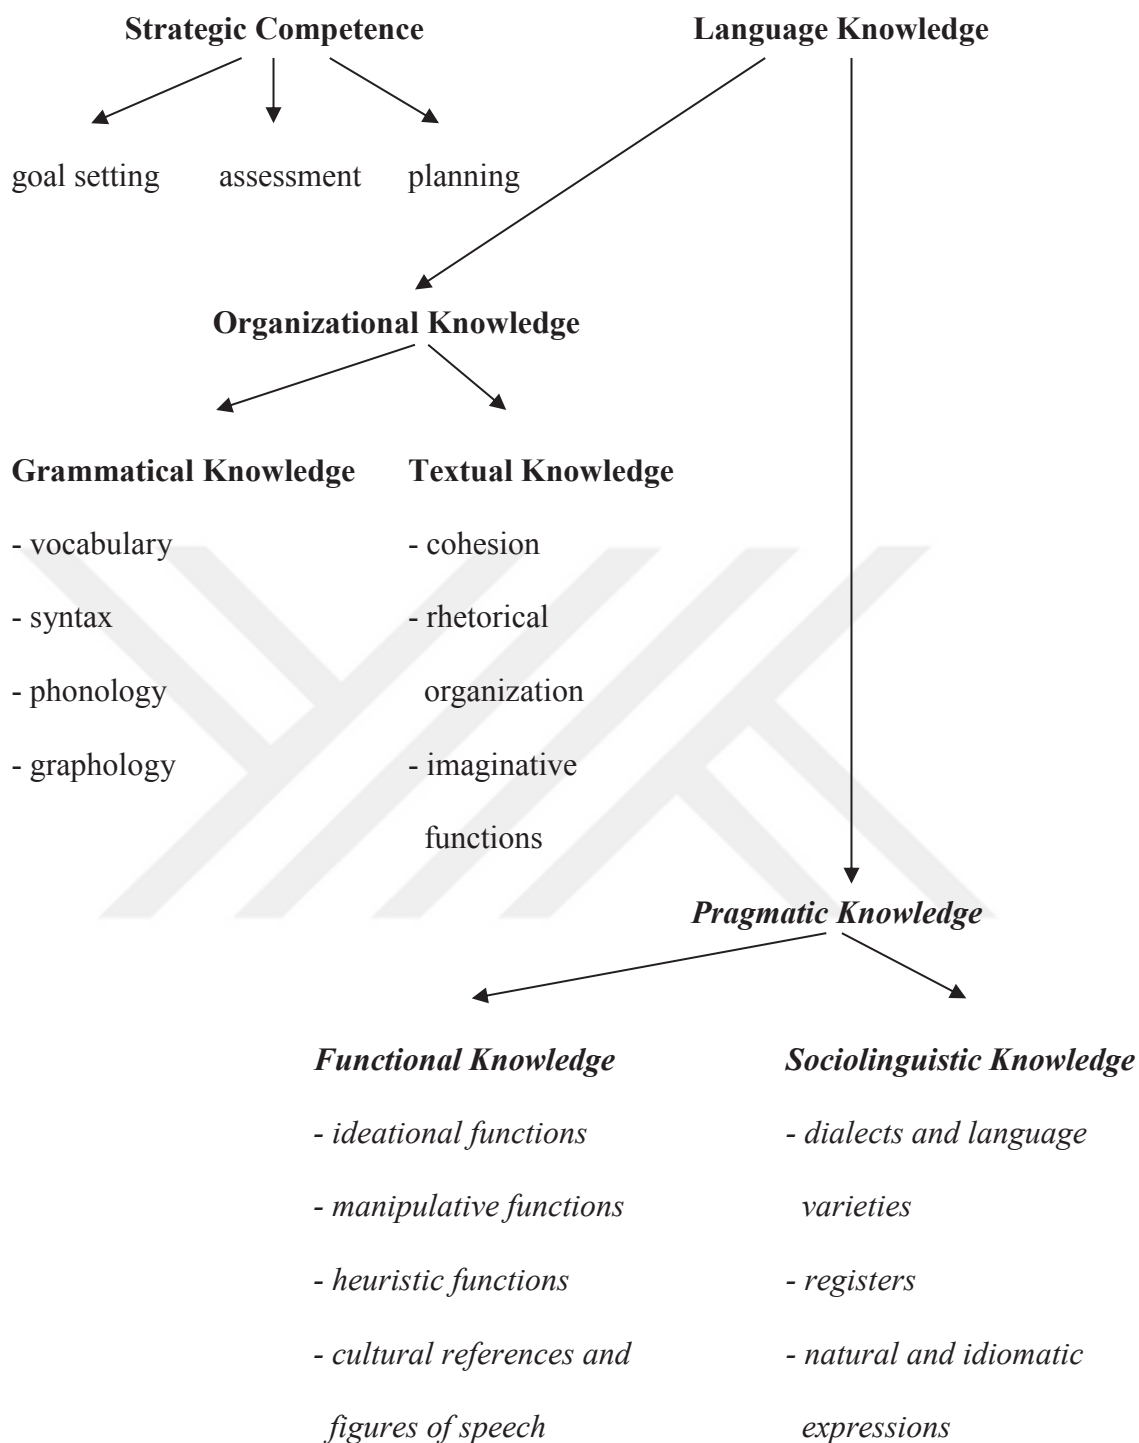 Strategic Competence
Language Knowledge
goal setting
assessment
planning
Organizational Knowledge
Grammatical Knowledge
- vocabulary
- syntax
- phonology
- graphology
Textual Knowledge
- cohesion
- rhetorical
organization
- imaginative
functions
Pragmatic Knowledge
Functional Knowledge
- ideational functions
- manipulative functions
- heuristic functions
- cultural references and
figures of speech
Sociolinguistic Knowledge
- dialects and language
varieties
- registers
- natural and idiomatic
expressions